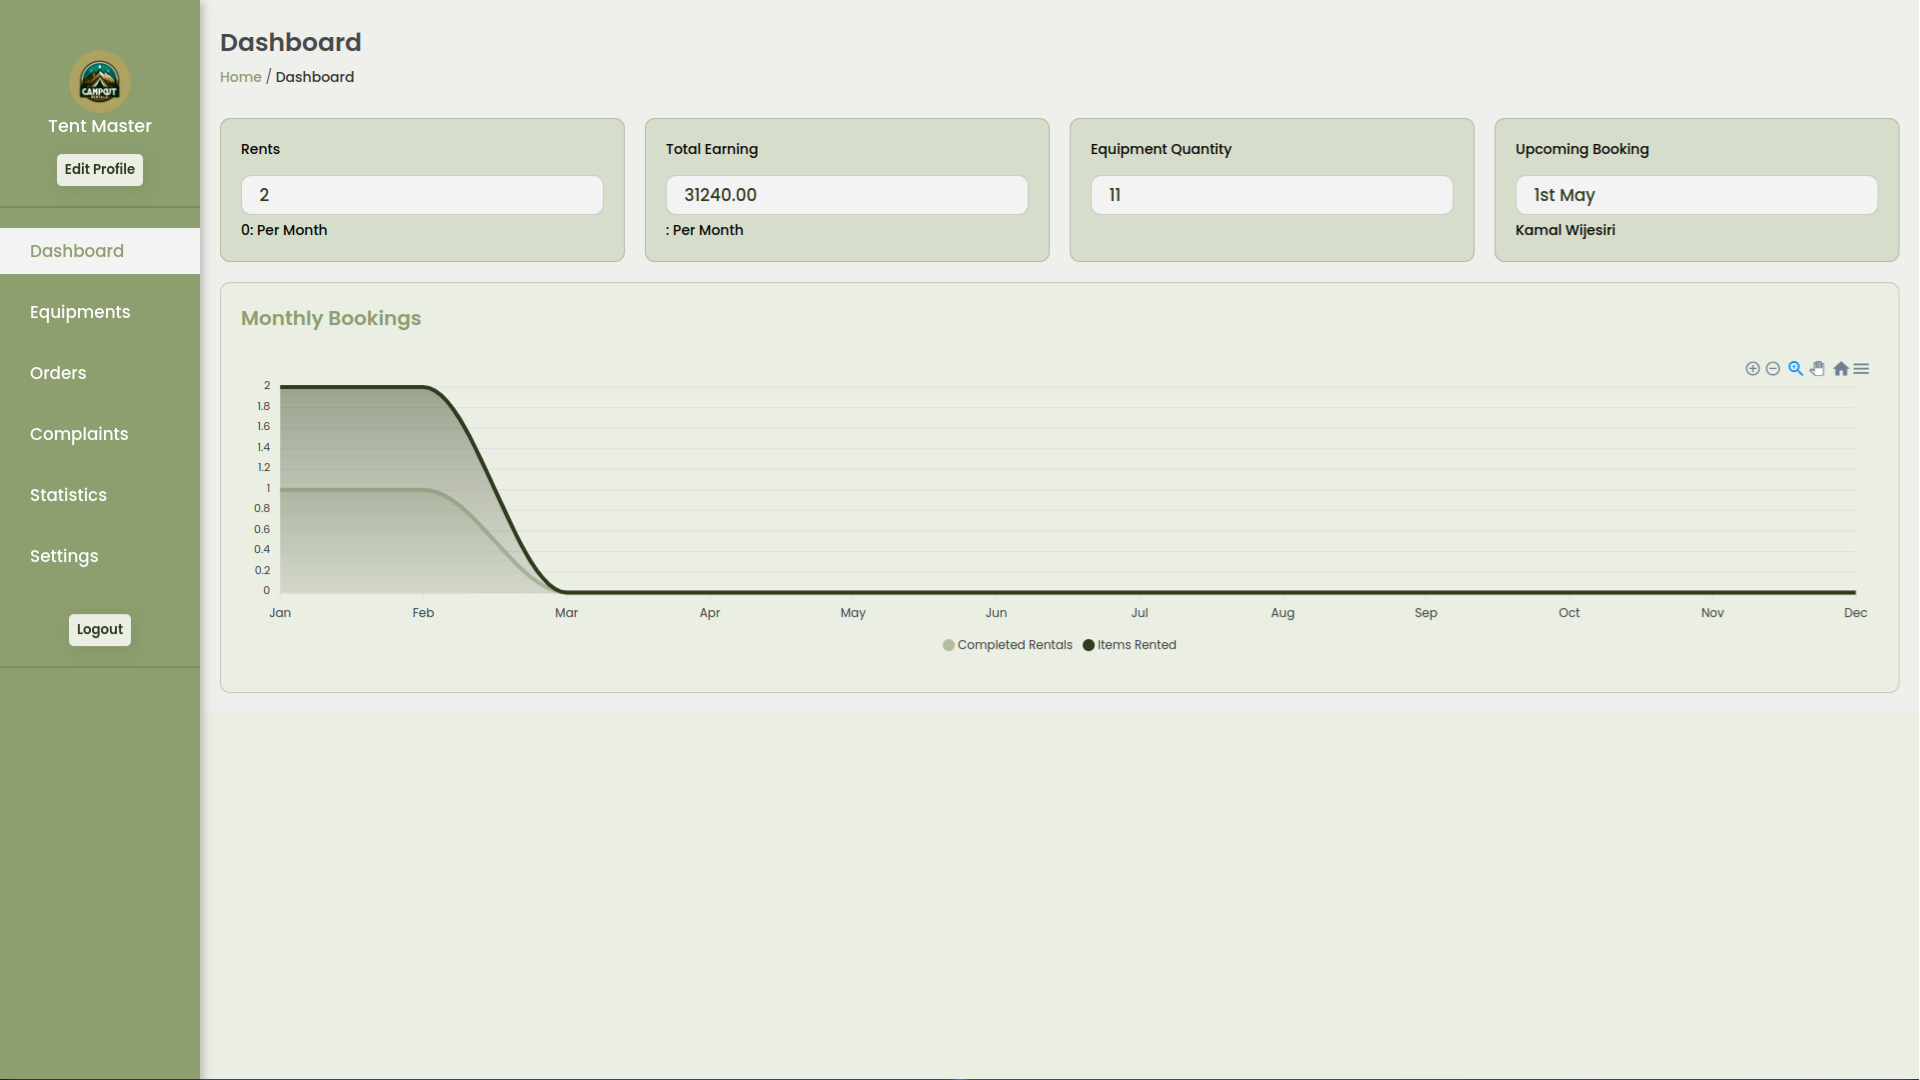 CAMPOUT
Tent Master
Edit Profile
Dashboard
Equipments
Orders
Complaints
Statistics
Settings
Logout
Dashboard
Home / Dashboard
Rents
2
0: Per Month
Total Earning
31240.00
: Per Month
Equipment Quantity
11
Upcoming Booking
1st May
Kamal Wijesiri
Monthly Bookings
2
1.8
1.6
1.4
1.2
1
0.8
0.6
0.4
0.2
0
Jan Feb Mar Apr May Jun Jul Aug Sep Oct Nov Dec
Completed Rentals Items Rented